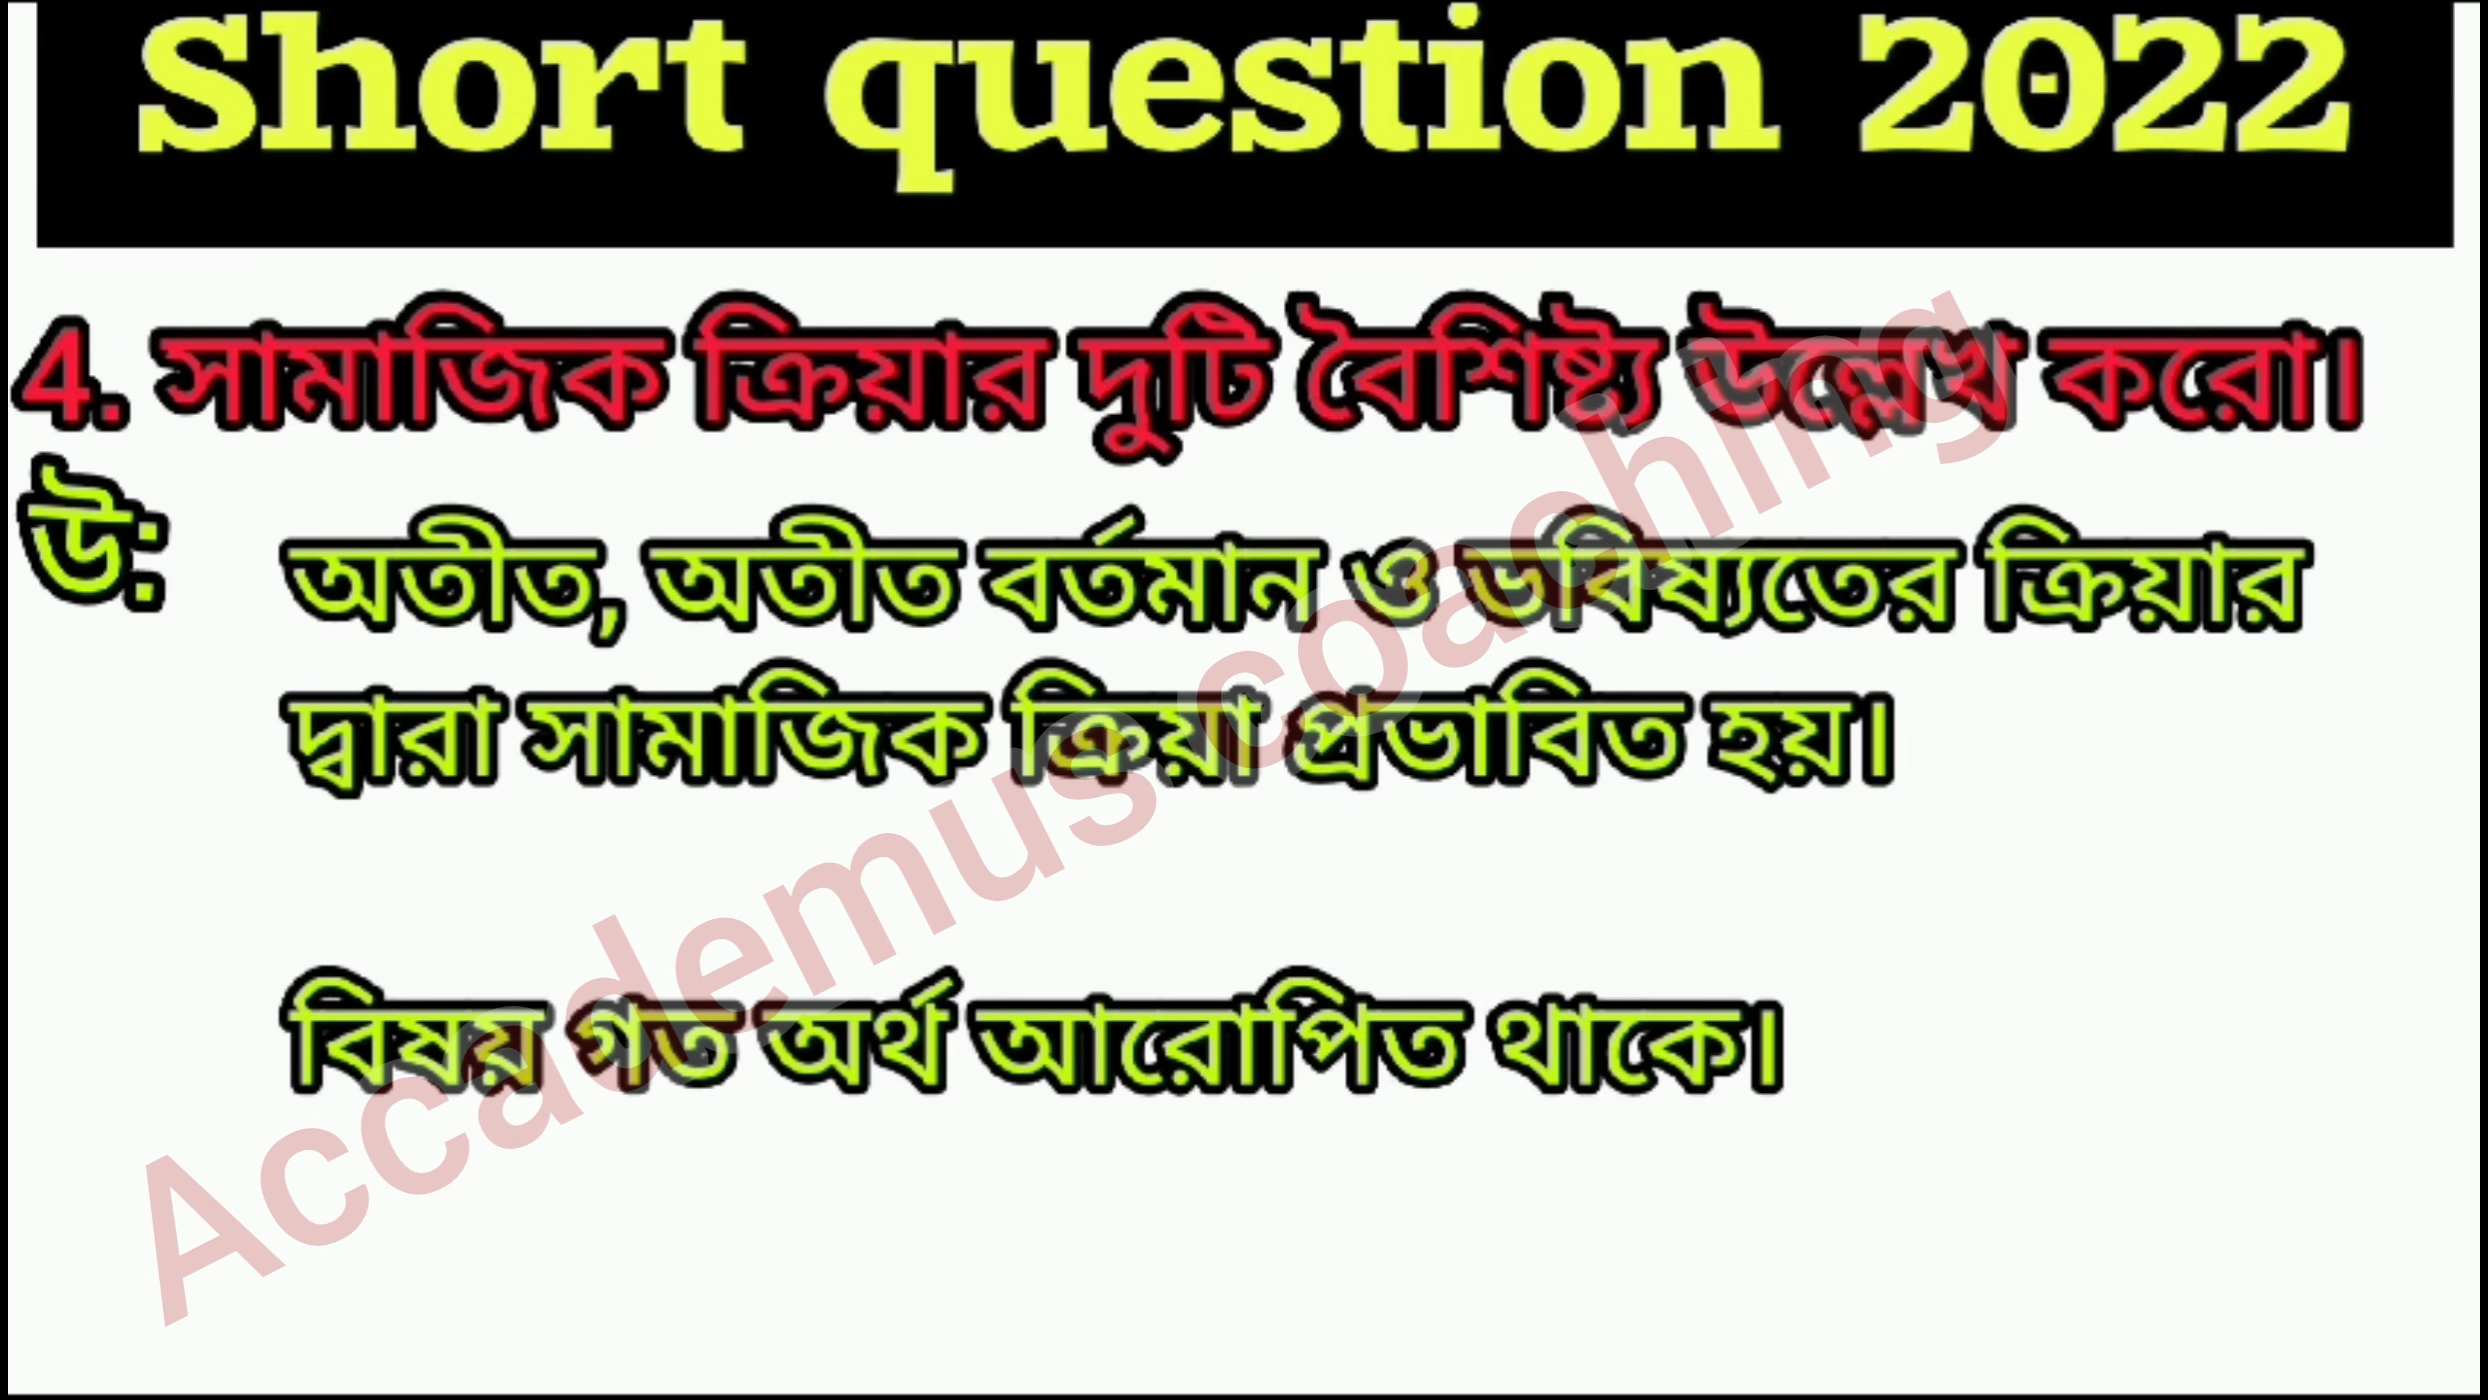 Short question 2022
4. সামাজিক ক্রিয়ার দুটি বৈশিষ্ট্য উল্লেখ করো।
উ: অতীত, অতীত বর্তমান ও ভবিষ্যতের ক্রিয়ার
দ্বারা সামাজিক ক্রিয়া প্রভাবিত হয়।
বিষয় গত অর্থ আরোপিত থাকে।
Accademus coaching